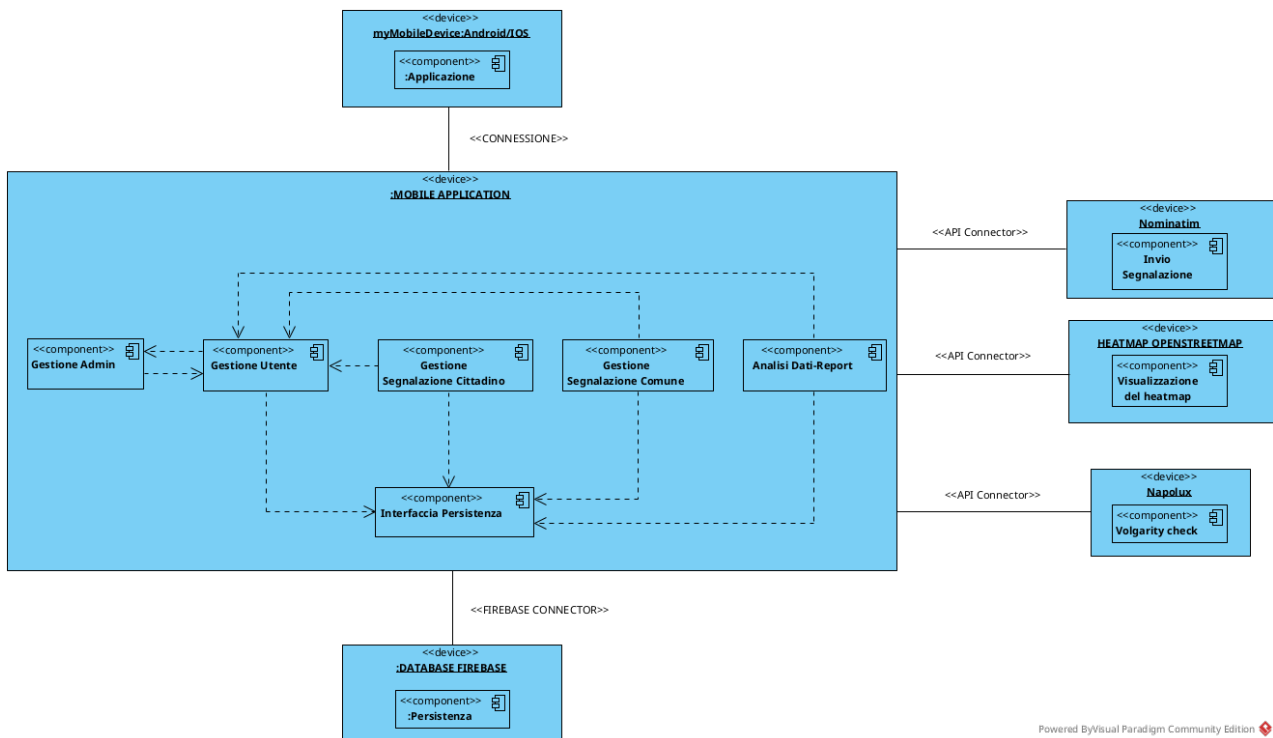 <<device>>
myMobileDevice:Android/IOS
<<component>>
:Applicazione
<<CONNESSIONE>>
<<device>>
:MOBILE APPLICATION
<<component>>
Gestione Admin
<<component>>
Gestione Utente
<<component>>
Gestione
Segnalazione Cittadino
<<component>>
Gestione
Segnalazione Comune
<<component>>
Analisi Dati-Report
<<component>>
Interfaccia Persistenza
<<API Connector>>
<<device>>
Nominatim
<<component>>
Invio
Segnalazione
<<API Connector>>
<<device>>
HEATMAP OPENSTREETMAP
<<component>>
Visualizzazione
del heatmap
<<API Connector>>
<<device>>
Napolux
<<component>>
Volgarity check
<<FIREBASE CONNECTOR>>
<<device>>
:DATABASE FIREBASE
<<component>>
:Persistenza
Powered ByVisual Paradigm Community Edition